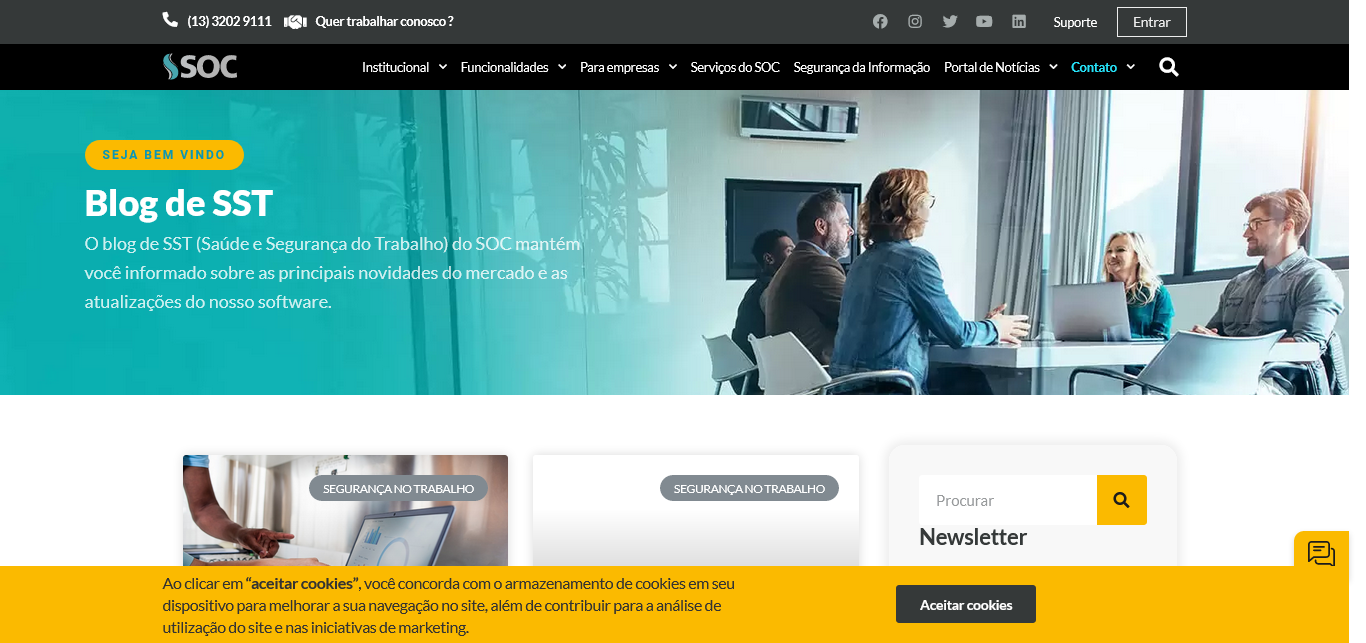 (13) 3202 9111 Quer trabalhar conosco ? Suporte Entrar
SOC Institucional Funcionalidades Para empresas Serviços do SOC Segurança da Informação Portal de Notícias Contato
SEJA BEM VINDO
Blog de SST
O blog de SST (Saúde e Segurança do Trabalho) do SOC mantém
você informado sobre as principais novidades do mercado e as
atualizações do nosso software.
SEGURANÇA NO TRABALHO
SEGURANÇA NO TRABALHO
Procurar
Newsletter
Ao clicar em “aceitar cookies”, você concorda com o armazenamento de cookies em seu
dispositivo para melhorar a sua navegação no site, além de contribuir para a análise de
utilização do site e nas iniciativas de marketing.
Aceitar cookies